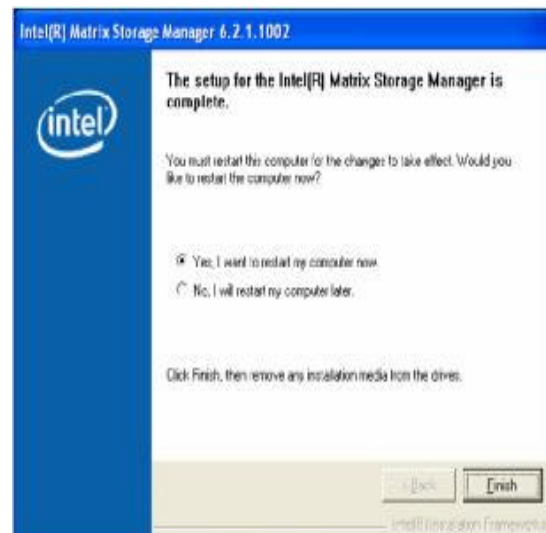 Intel(R) Matrix Storage Manager 6.2.1.1002
intel
The setup for the Intel(R) Matrix Storage Manager is
complete.
You must restart this computer for the changes to take effect. Would you
like to restart the computer now?
Yes, I want to restart my computer now.
No, I will restart my computer later.
Click Finish, then remove any installation media from the drives.
< Back
Finish
Intel® Installation Framework